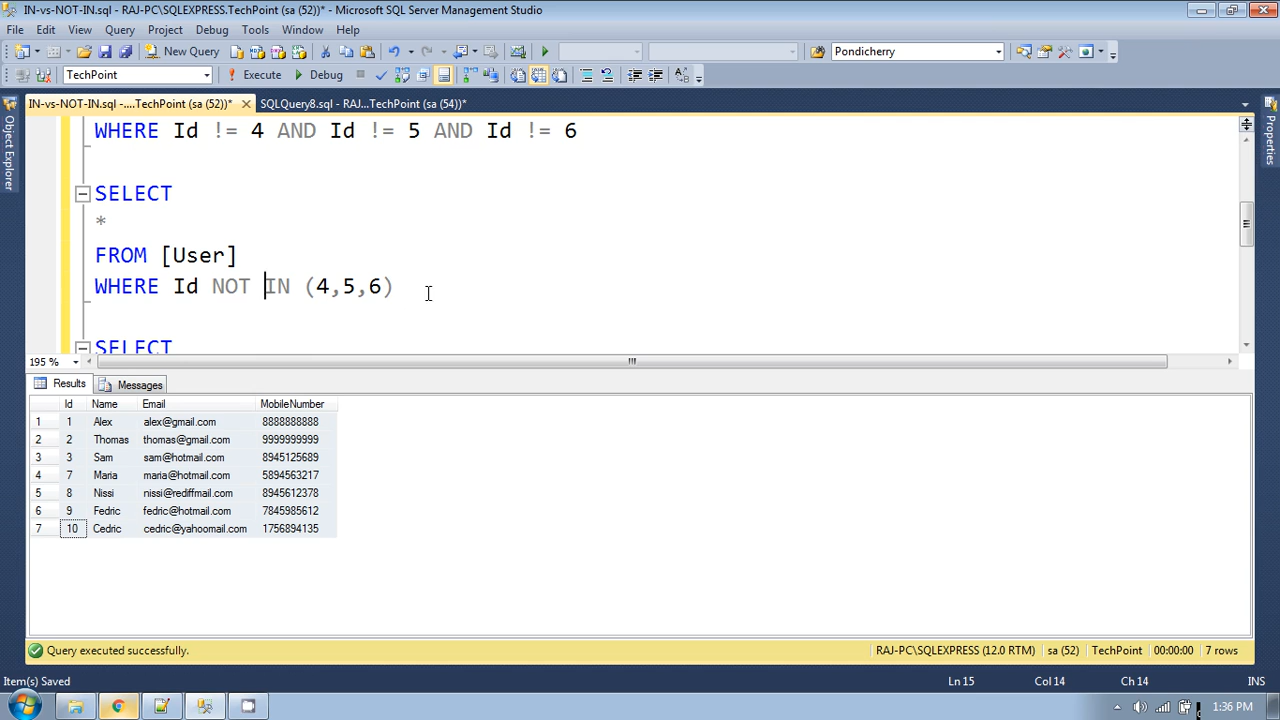 IN-vs-NOT-IN.sql - RAJ-PC\SQLEXPRESS.TechPoint (sa (52))* - Microsoft SQL Server Management Studio
File Edit View Query Project Debug Tools Window Help
New Query Pondicherry
TechPoint Execute Debug
IN-vs-NOT-IN.sql -....TechPoint (sa (52))* SQLQuery8.sql - RAJ...TechPoint (sa (54))*
Object Explorer
Properties
WHERE Id != 4 AND Id != 5 AND Id != 6
SELECT
*
FROM [User]
WHERE Id NOT IN (4,5,6)
SELECT
195 %
Results Messages
Id Name Email MobileNumber
1 1 Alex alex@gmail.com 8888888888
2 2 Thomas thomas@gmail.com 9999999999
3 3 Sam sam@hotmail.com 8945125689
4 7 Maria maria@hotmail.com 5894563217
5 8 Nissi nissi@rediffmail.com 8945612378
6 9 Fedric fedric@hotmail.com 7845985612
7 10 Cedric cedric@yahoomail.com 1756894135
Query executed successfully. RAJ-PC\SQLEXPRESS (12.0 RTM) sa (52) TechPoint 00:00:00 7 rows
Item(s) Saved Ln 15 Col 14 Ch 14 INS
1:36 PM